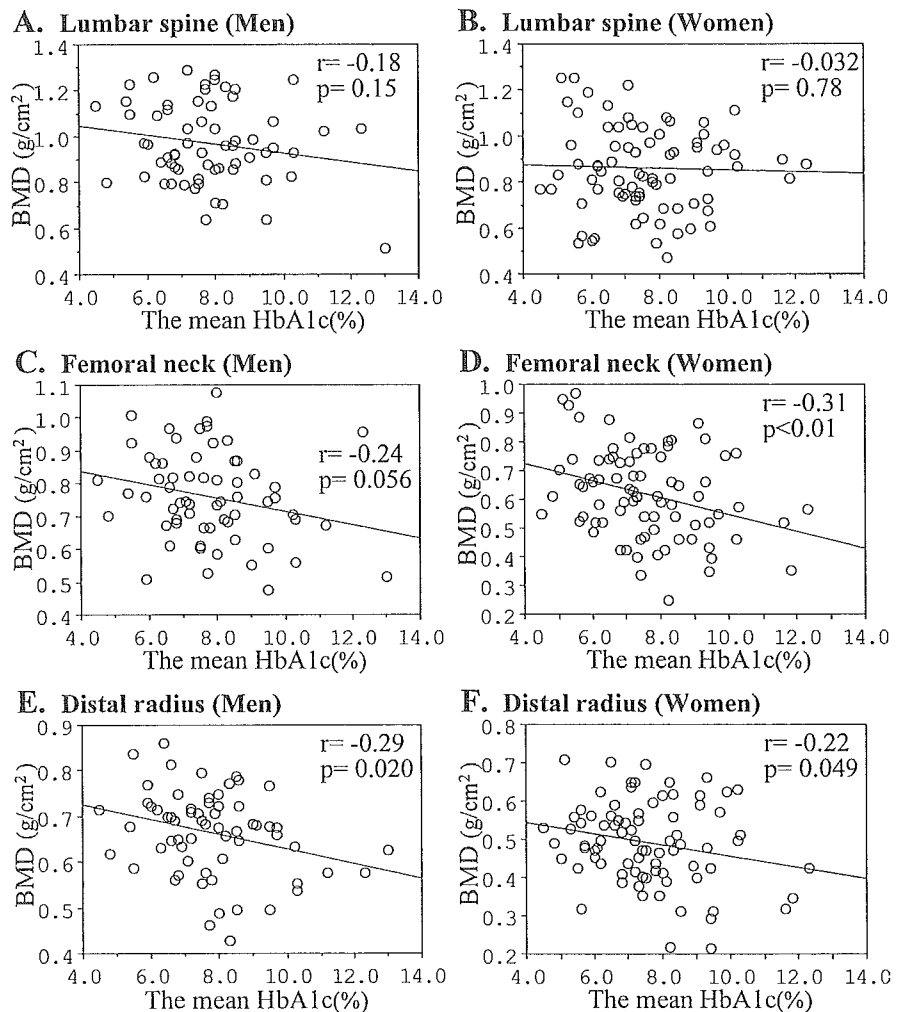 A. Lumbar spine (Men)
r= -0.18
p= 0.15
BMD (g/cm²)
1.4
1.2
1.0
0.8
0.6
0.4
4.0 6.0 8.0 10.0 12.0 14.0
The mean HbA1c(%)
B. Lumbar spine (Women)
r= -0.032
p= 0.78
BMD (g/cm²)
1.4
1.2
1.0
0.8
0.6
0.4
4.0 6.0 8.0 10.0 12.0 14.0
The mean HbA1c(%)
C. Femoral neck (Men)
r= -0.24
p= 0.056
BMD (g/cm²)
1.1
1.0
0.9
0.8
0.7
0.6
0.5
0.4
4.0 6.0 8.0 10.0 12.0 14.0
The mean HbA1c(%)
D. Femoral neck (Women)
r= -0.31
p<0.01
BMD (g/cm²)
1.0
0.9
0.8
0.7
0.6
0.5
0.4
0.3
0.2
4.0 6.0 8.0 10.0 12.0 14.0
The mean HbA1c(%)
E. Distal radius (Men)
r= -0.29
p= 0.020
BMD (g/cm²)
0.9
0.8
0.7
0.6
0.5
0.4
4.0 6.0 8.0 10.0 12.0 14.0
The mean HbA1c(%)
F. Distal radius (Women)
r= -0.22
p= 0.049
BMD (g/cm²)
0.8
0.7
0.6
0.5
0.4
0.3
0.2
4.0 6.0 8.0 10.0 12.0 14.0
The mean HbA1c(%)